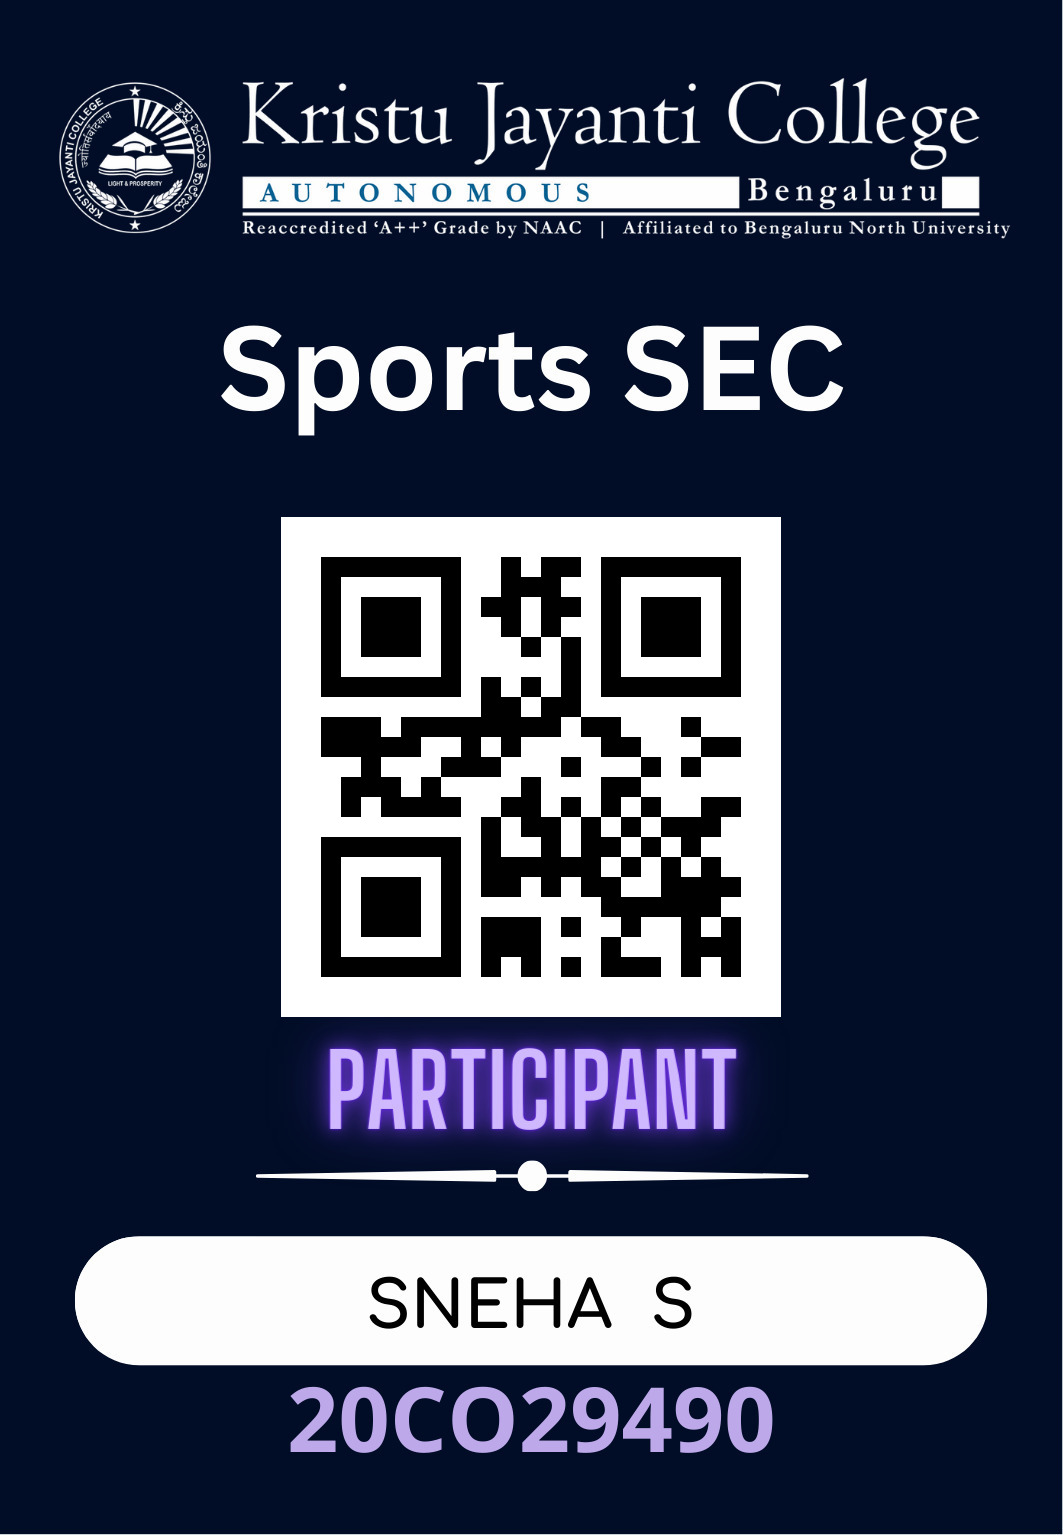 Kristu Jayanti College
AUTONOMOUS Bengaluru
Reaccredited ‘A++’ Grade by NAAC | Affiliated to Bengaluru North University
KRISTU JAYANTI COLLEGE
ಕ್ರಿಸ್ತು ಜಯಂತಿ ಕಾಲೇಜು
LIGHT & PROSPERITY
Sports SEC
PARTICIPANT
SNEHA S
20CO29490